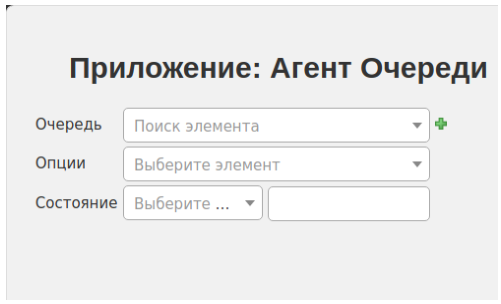 Приложение: Агент Очереди
Очередь Поиск элемента
Опции Выберите элемент
Состояние Выберите ...